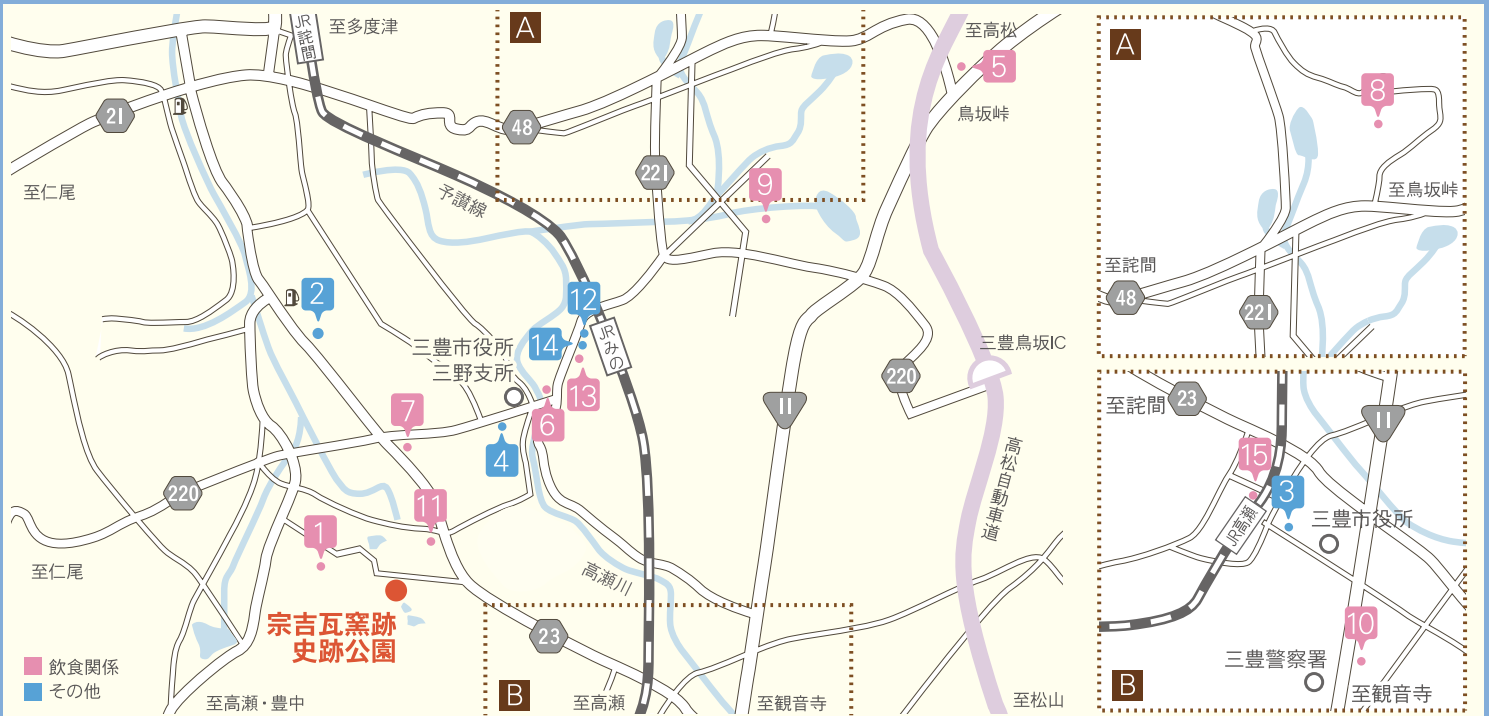 JR詫間
至多度津
A
至高松
5
鳥坂峠
21
48
221
9
至仁尾
予讃線
2
12
14
JRみの
13
三豊市役所
三野支所
6
7
4
220
三豊鳥坂IC
220
11
高松自動車道
11
1
至仁尾
高瀬川
宗吉瓦窯跡
史跡公園
23
飲食関係
その他
至高瀬・豊中
B
至高瀬
至観音寺
至松山
A
8
至鳥坂峠
至詫間
48
221
至詫間
23
11
15
3
JR高瀬
三豊市役所
10
三豊警察署
B
至観音寺